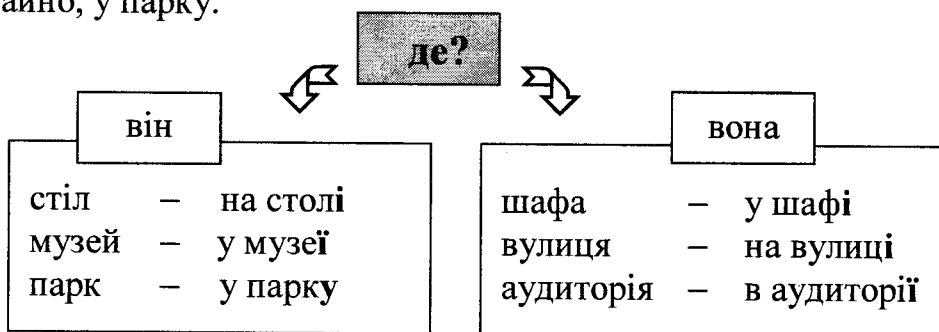 айно, у парку.
де?
він
стіл – на столі
музей – у музеї
парк – у парку
вона
шафа – у шафі
вулиця – на вулиці
аудиторія – в аудиторії